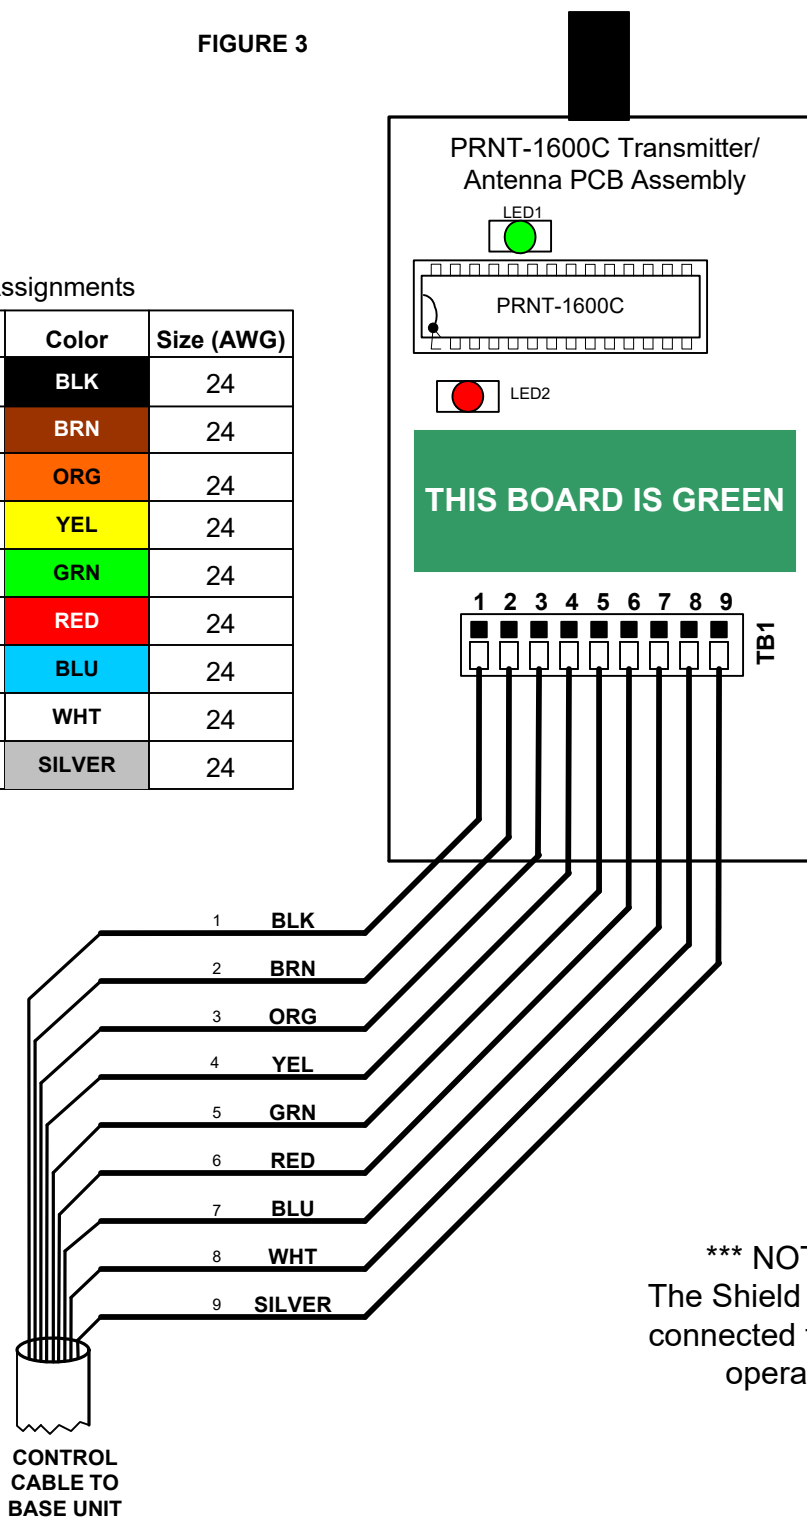 FIGURE 3
PRNT-1600C Transmitter/
Antenna PCB Assembly
LED1
PRNT-1600C
LED2
THIS BOARD IS GREEN
1 2 3 4 5 6 7 8 9
TB1
ssignments
Color Size (AWG)
BLK 24
BRN 24
ORG 24
YEL 24
GRN 24
RED 24
BLU 24
WHT 24
SILVER 24
1 BLK
2 BRN
3 ORG
4 YEL
5 GRN
6 RED
7 BLU
8 WHT
9 SILVER
*** NOT
The Shield
connected
opera
CONTROL
CABLE TO
BASE UNIT